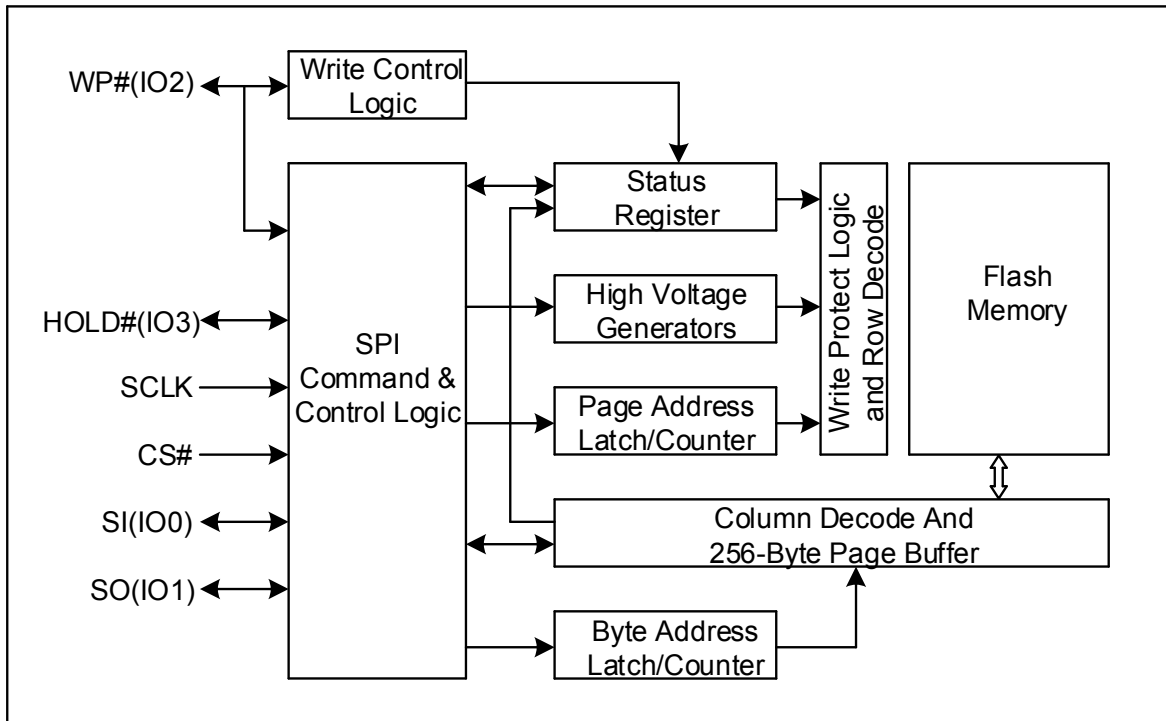 WP#(IO2)
Write Control
Logic
Status
Register
Write Protect Logic
and Row Decode
Flash
Memory
High Voltage
Generators
HOLD#(IO3)
SPI
Command &
Control Logic
SCLK
Page Address
Latch/Counter
CS#
SI(IO0)
Column Decode And
256-Byte Page Buffer
SO(IO1)
Byte Address
Latch/Counter